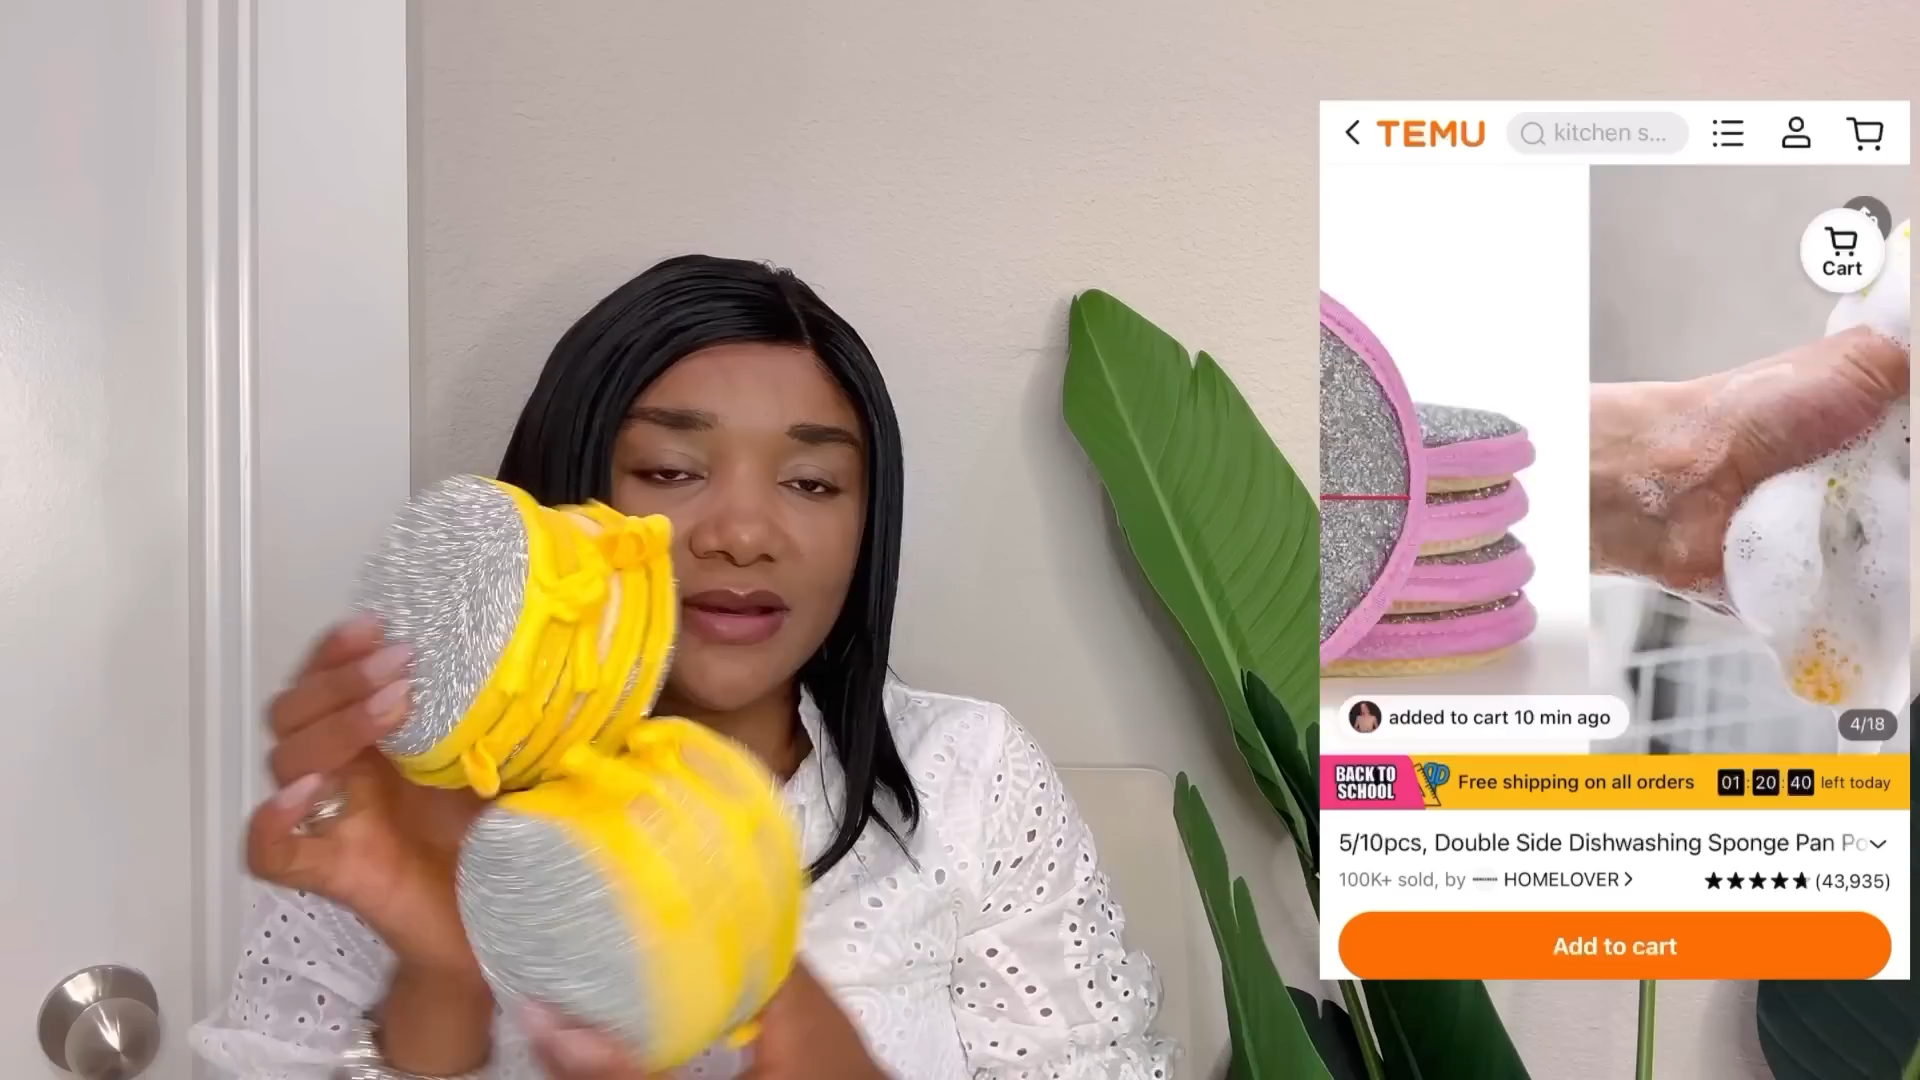 TEMU
kitchen s...
Cart
added to cart 10 min ago
4/18
BACK TO
SCHOOL
Free shipping on all orders 01:20:40 left today
5/10pcs, Double Side Dishwashing Sponge Pan Po
100K+ sold, by HOMELOVER (43,935)
Add to cart